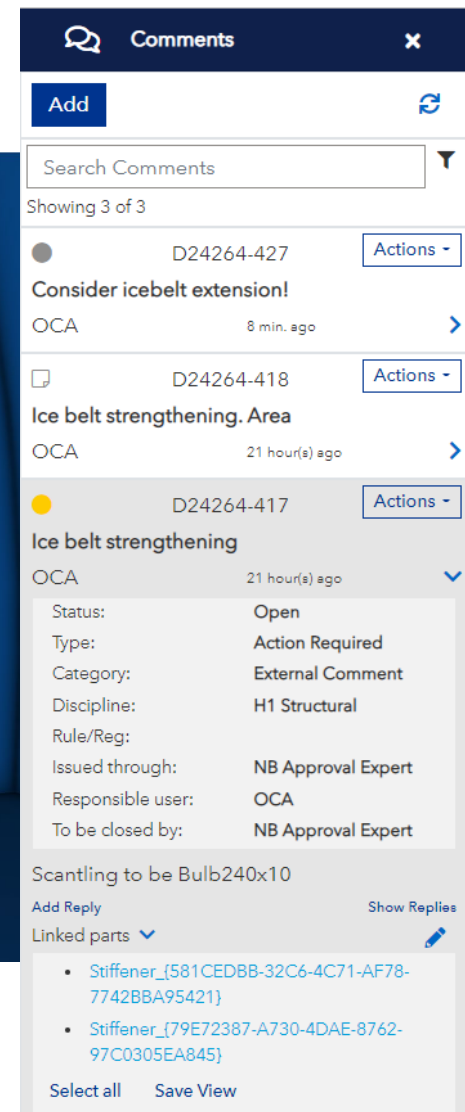 Comments
Add
Search Comments
Showing 3 of 3
D24264-427
Actions
Consider icebelt extension!
OCA 8 min. ago
D24264-418
Actions
Ice belt strengthening. Area
OCA 21 hour(s) ago
D24264-417
Actions
Ice belt strengthening
OCA 21 hour(s) ago
Status: Open
Type: Action Required
Category: External Comment
Discipline: H1 Structural
Rule/Reg:
Issued through: NB Approval Expert
Responsible user: OCA
To be closed by: NB Approval Expert
Scantling to be Bulb240x10
Add Reply Show Replies
Linked parts
Stiffener_{581CEDBB-32C6-4C71-AF78-
7742BBA95421}
Stiffener_{79E72387-A730-4DAE-8762-
97C0305EA845}
Select all Save View